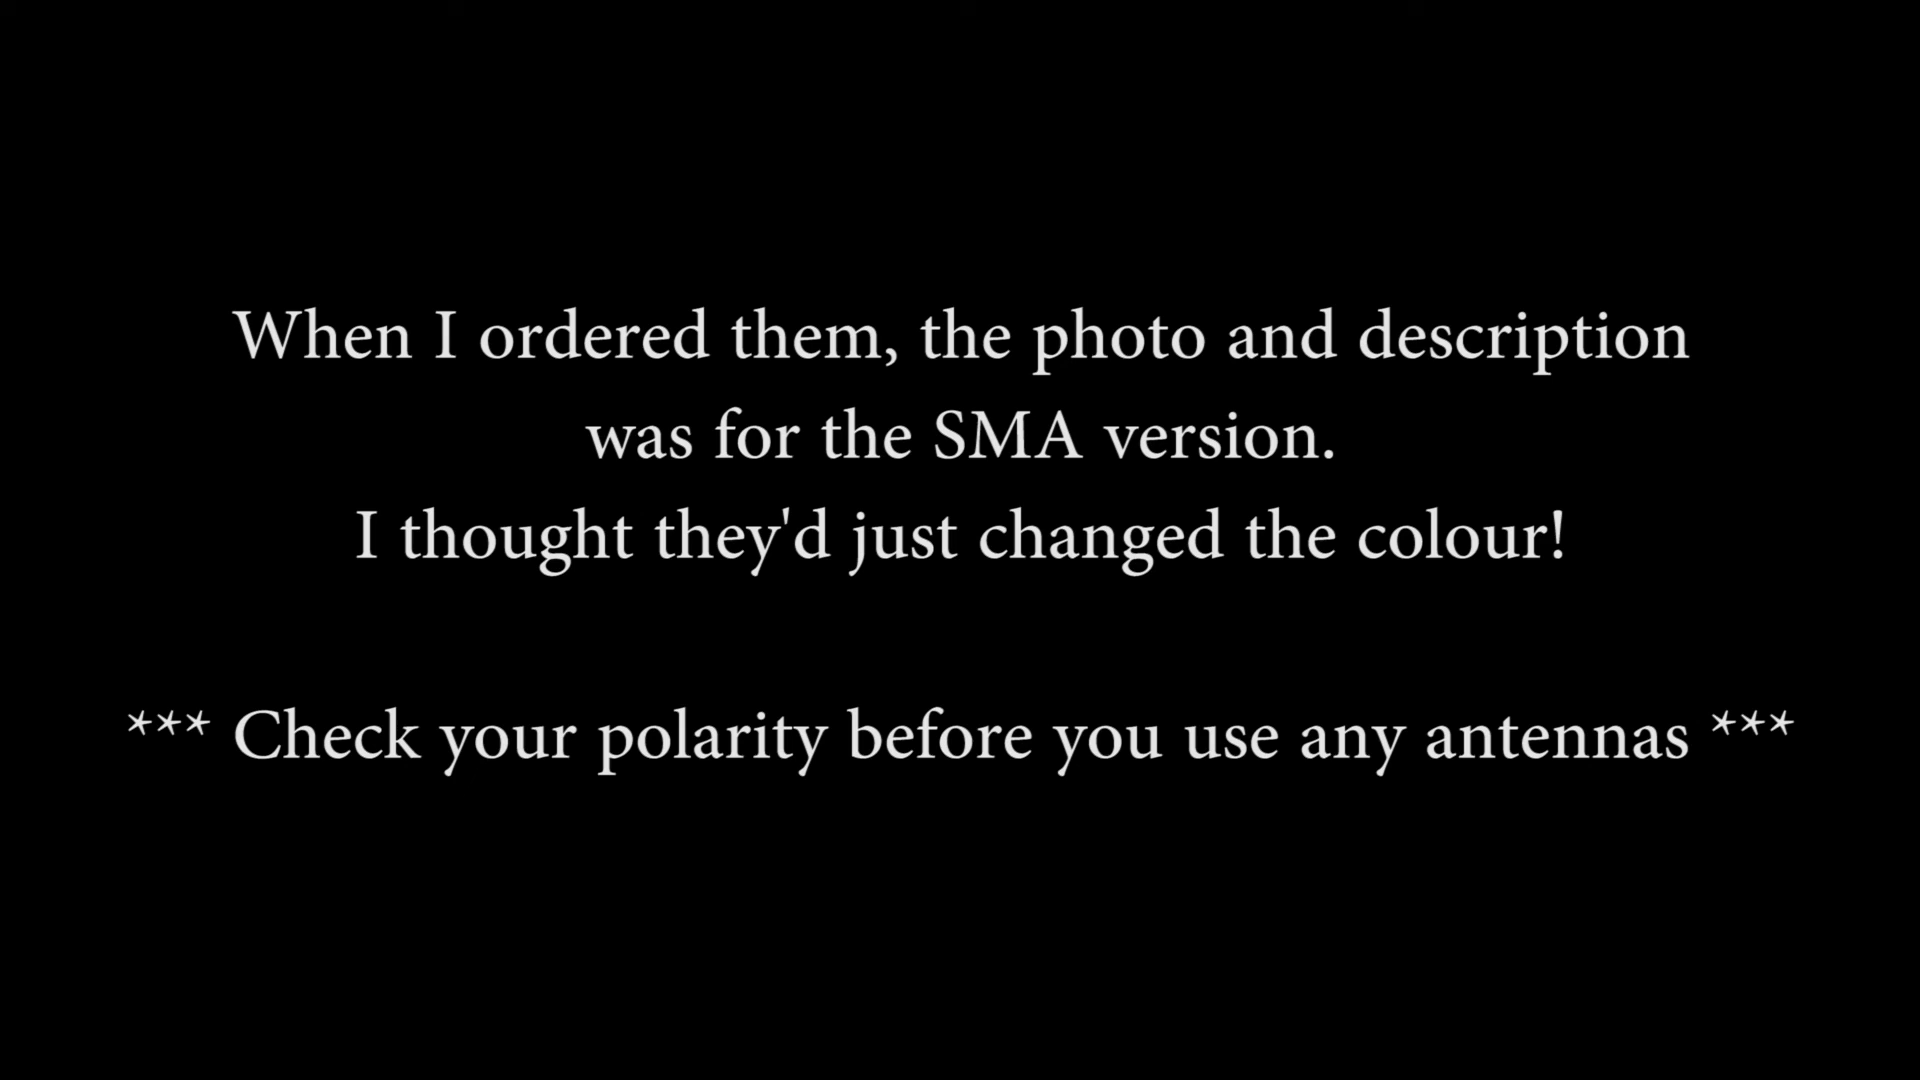 When I ordered them, the photo and description
was for the SMA version.
I thought they'd just changed the colour!
*** Check your polarity before you use any antennas ***